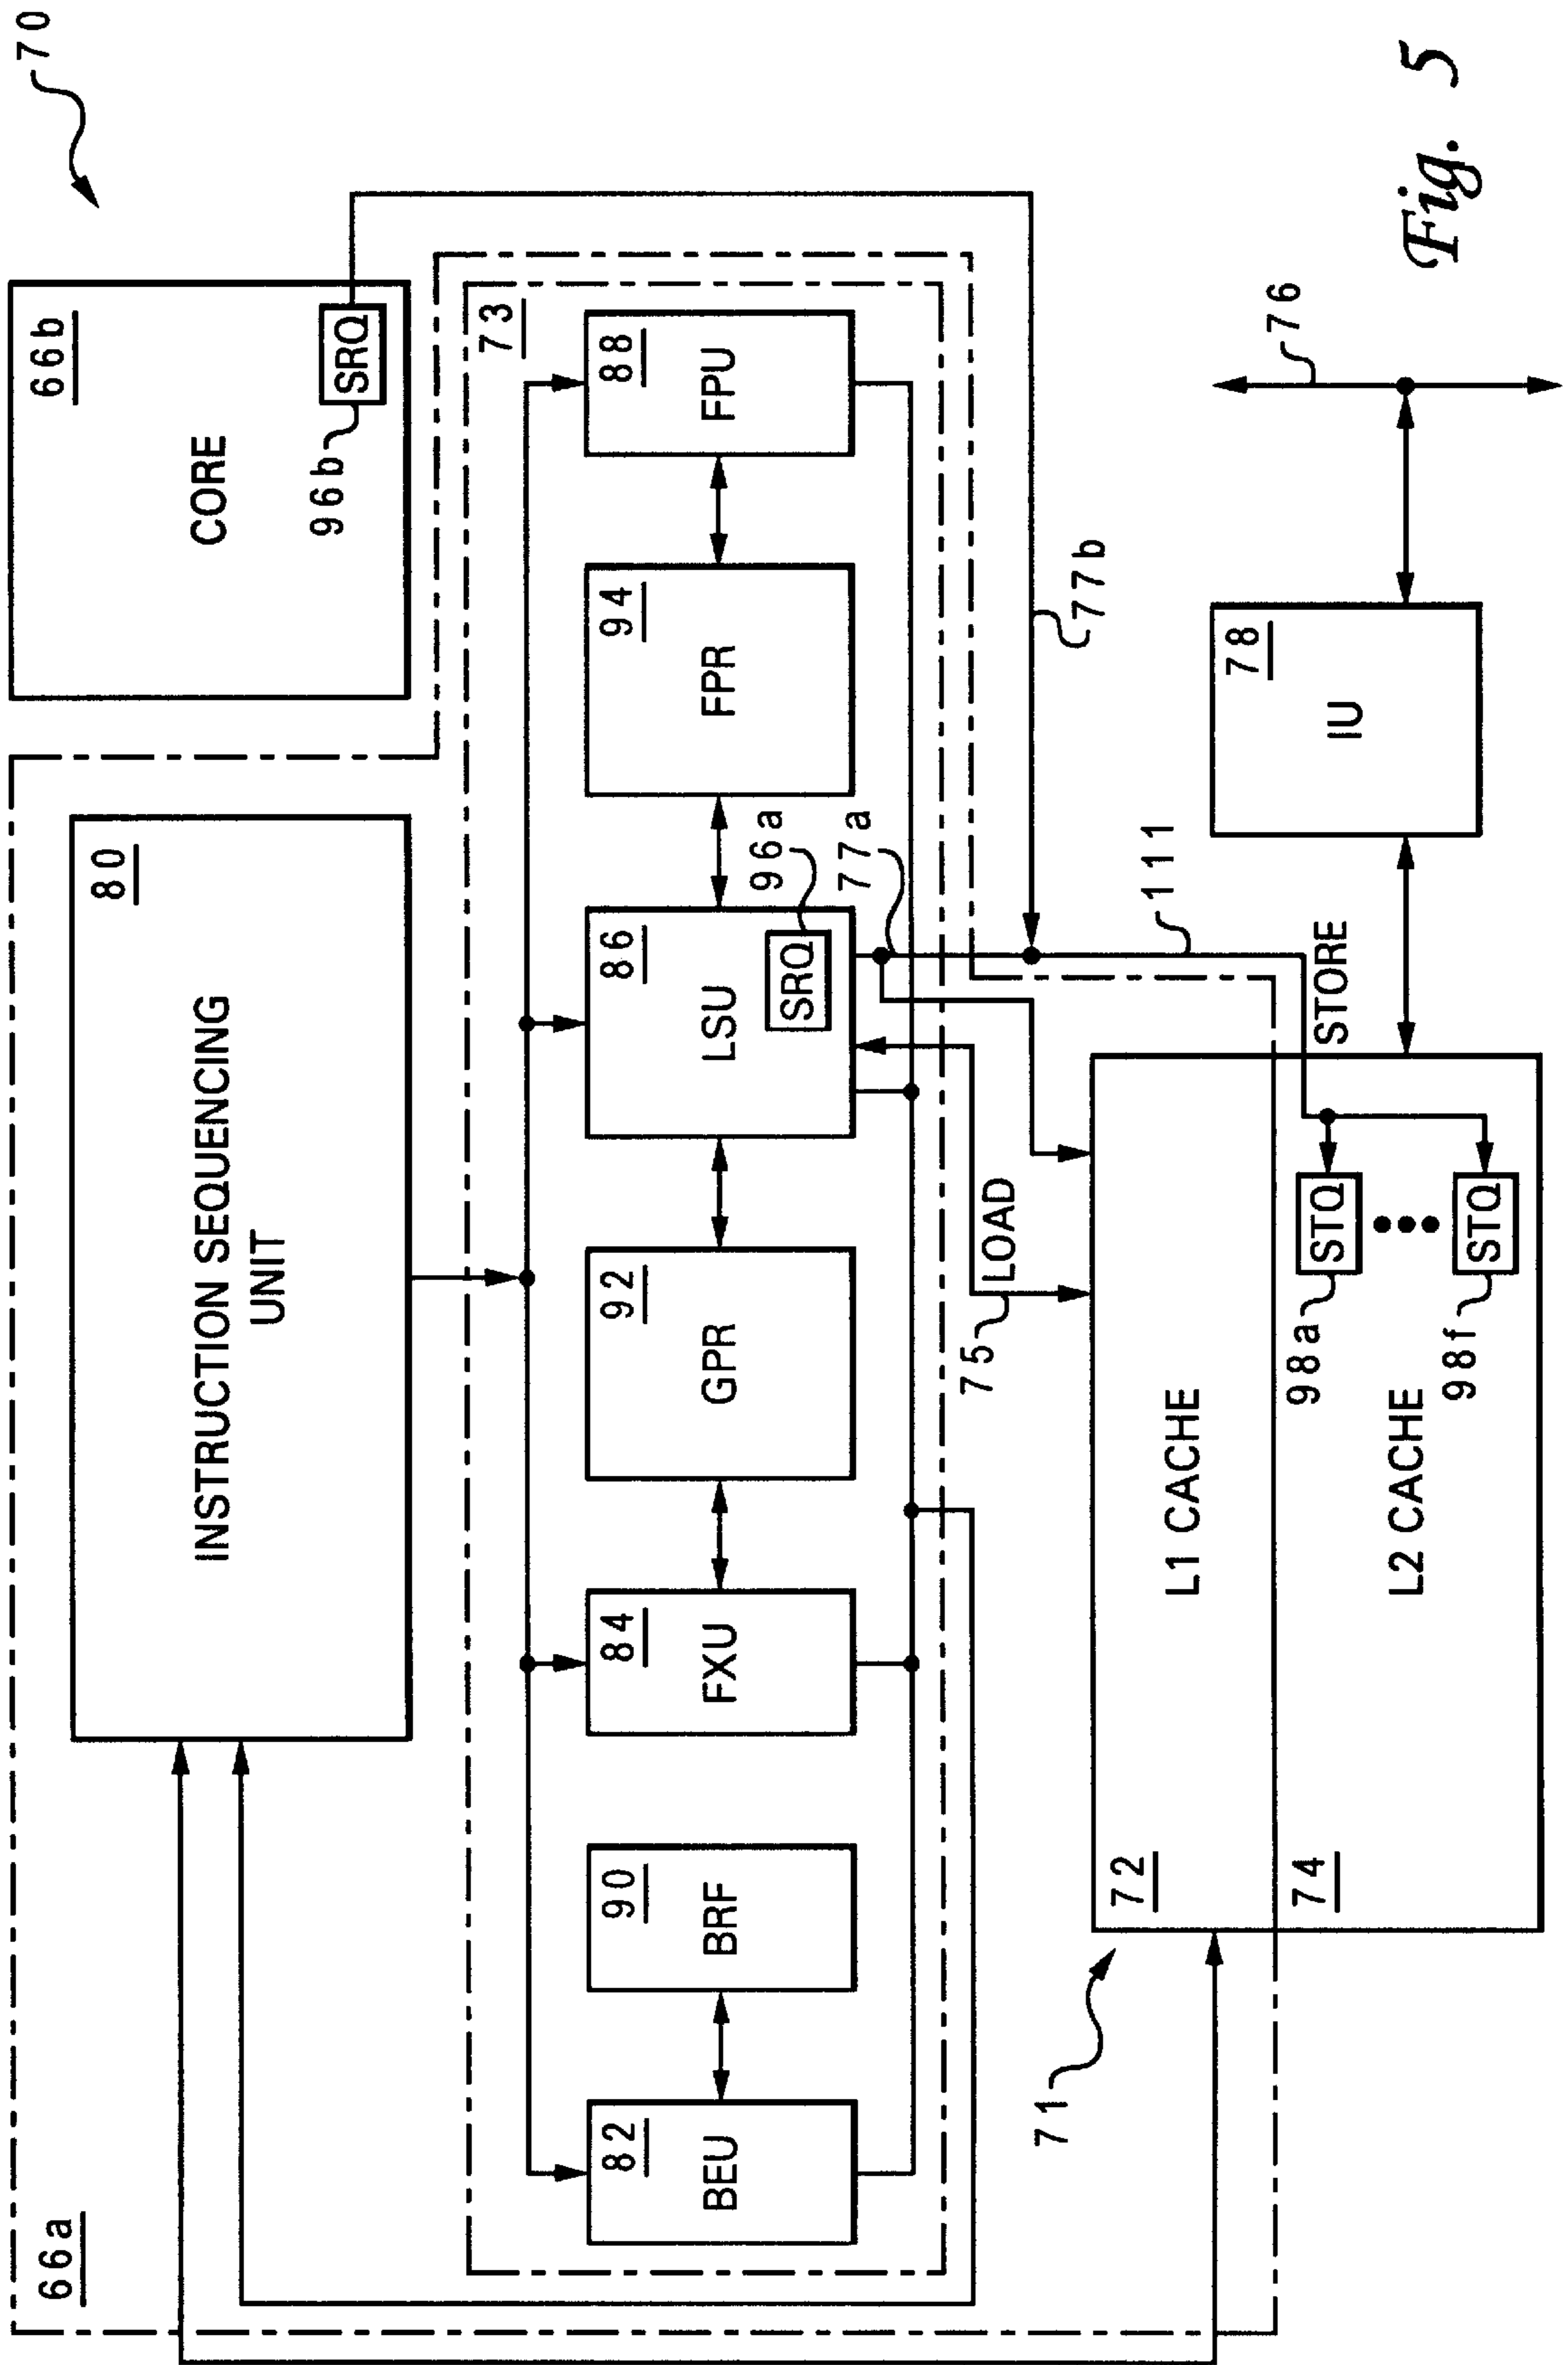 70
66a
80
INSTRUCTION SEQUENCING
UNIT
66b
CORE
96b
SRQ
73
82
BEU
90
BRF
84
FXU
92
GPR
86
LSU
SRQ
96a
94
FPR
88
FPU
77a
77b
75
LOAD
111
STORE
71
72
L1 CACHE
74
L2 CACHE
98a
STQ
98f
STQ
78
IU
76
Fig. 5